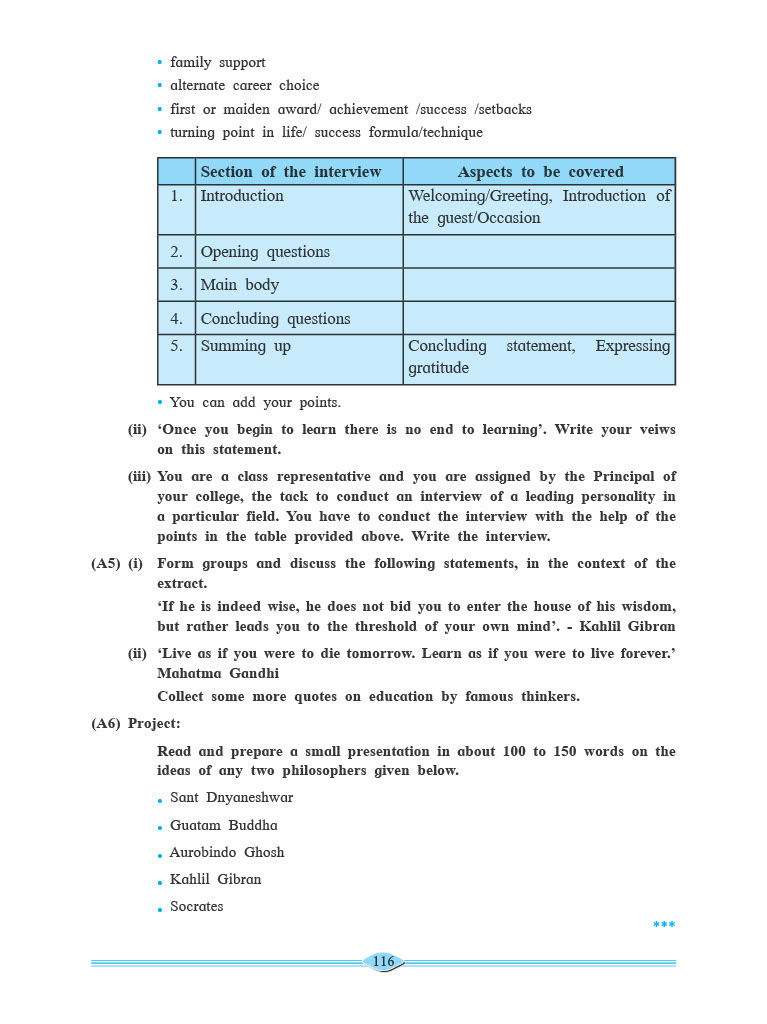 • family support
• alternate career choice
• first or maiden award/ achievement /success /setbacks
• turning point in life/ success formula/technique
Section of the interview Aspects to be covered
1. Introduction Welcoming/Greeting, Introduction of
the guest/Occasion
2. Opening questions
3. Main body
4. Concluding questions
5. Summing up Concluding statement, Expressing
gratitude
• You can add your points.
(ii) ‘Once you begin to learn there is no end to learning’. Write your veiws
on this statement.
(iii) You are a class representative and you are assigned by the Principal of
your college, the tack to conduct an interview of a leading personality in
a particular field. You have to conduct the interview with the help of the
points in the table provided above. Write the interview.
(A5) (i) Form groups and discuss the following statements, in the context of the
extract.
‘If he is indeed wise, he does not bid you to enter the house of his wisdom,
but rather leads you to the threshold of your own mind’. - Kahlil Gibran
(ii) ‘Live as if you were to die tomorrow. Learn as if you were to live forever.’
Mahatma Gandhi
Collect some more quotes on education by famous thinkers.
(A6) Project:
Read and prepare a small presentation in about 100 to 150 words on the
ideas of any two philosophers given below.
• Sant Dnyaneshwar
• Guatam Buddha
• Aurobindo Ghosh
• Kahlil Gibran
• Socrates
***
116